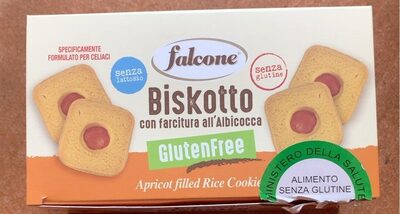 SPECIFICAMENTE
FORMULATO PER CELIACI
falcone
senza
lattosio
senza
glutine
Biskotto
con farcitura all'Albicocca
GlutenFree
Apricot filled Rice Cookie
MINISTERO DELLA SALUTE
ALIMENTO
SENZA GLUTINE